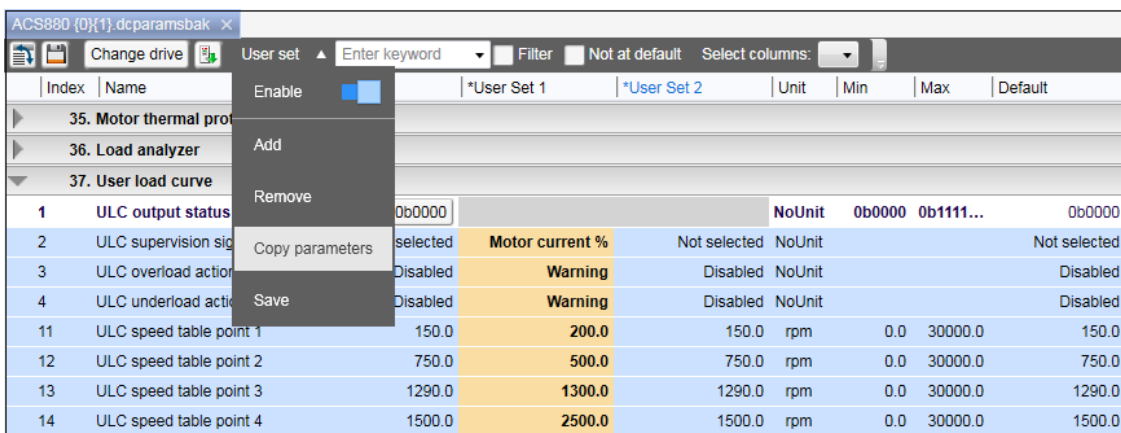 ACS880 {0}{1}.dcparamsbak ×
Change drive User set Enter keyword Filter Not at default Select columns:
Index Name *User Set 1 *User Set 2 Unit Min Max Default
Enable
35. Motor thermal prot
36. Load analyzer
Add
37. User load curve
Remove
1 ULC output status 0b0000 NoUnit 0b0000 0b1111... 0b0000
2 ULC supervision sig selected Motor current % Not selected NoUnit Not selected
Copy parameters
3 ULC overload action Disabled Warning Disabled NoUnit Disabled
4 ULC underload actio Disabled Warning Disabled NoUnit Disabled
Save
11 ULC speed table point 1 150.0 200.0 150.0 rpm 0.0 30000.0 150.0
12 ULC speed table point 2 750.0 500.0 750.0 rpm 0.0 30000.0 750.0
13 ULC speed table point 3 1290.0 1300.0 1290.0 rpm 0.0 30000.0 1290.0
14 ULC speed table point 4 1500.0 2500.0 1500.0 rpm 0.0 30000.0 1500.0